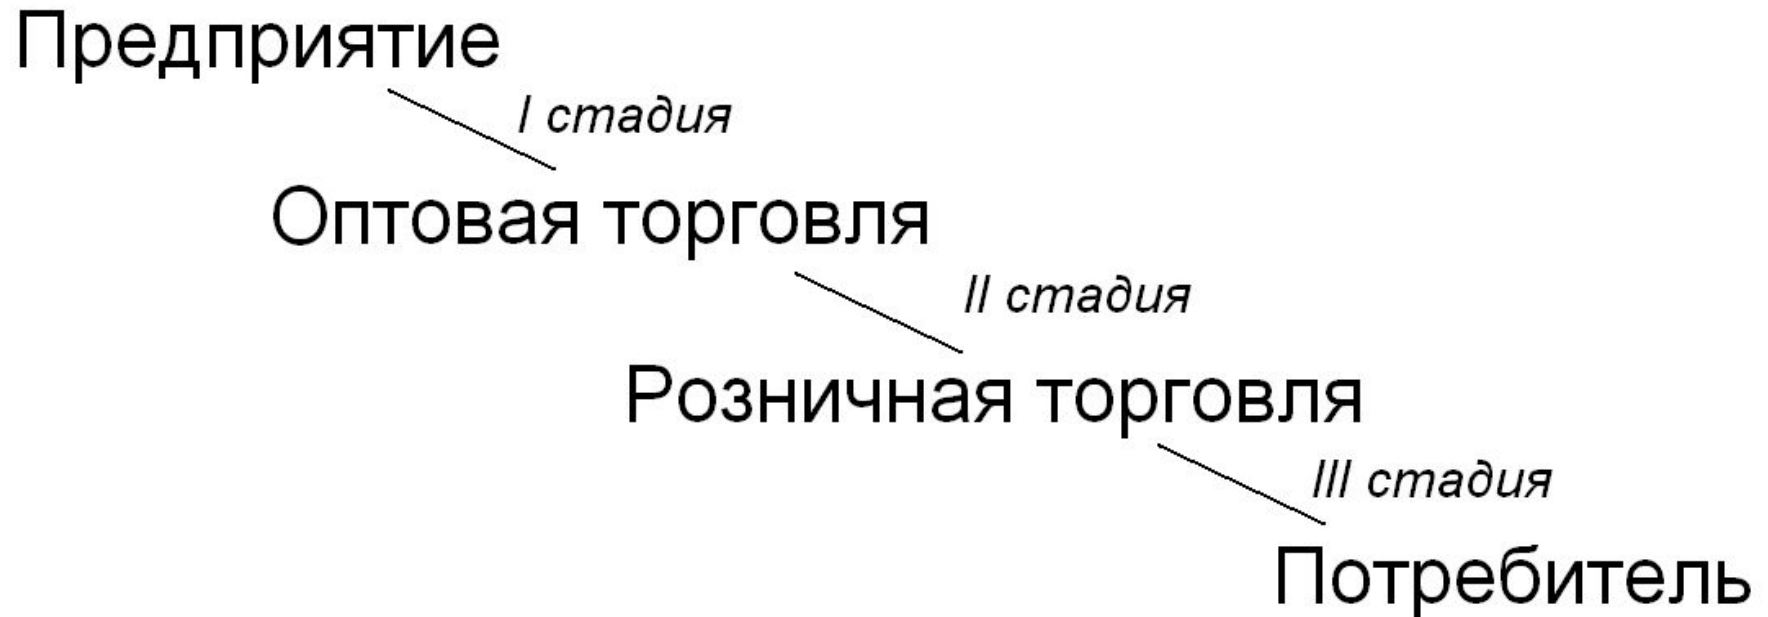 Предприятие
I стадия
Оптовая торговля
II стадия
Розничная торговля
III стадия
Потребитель